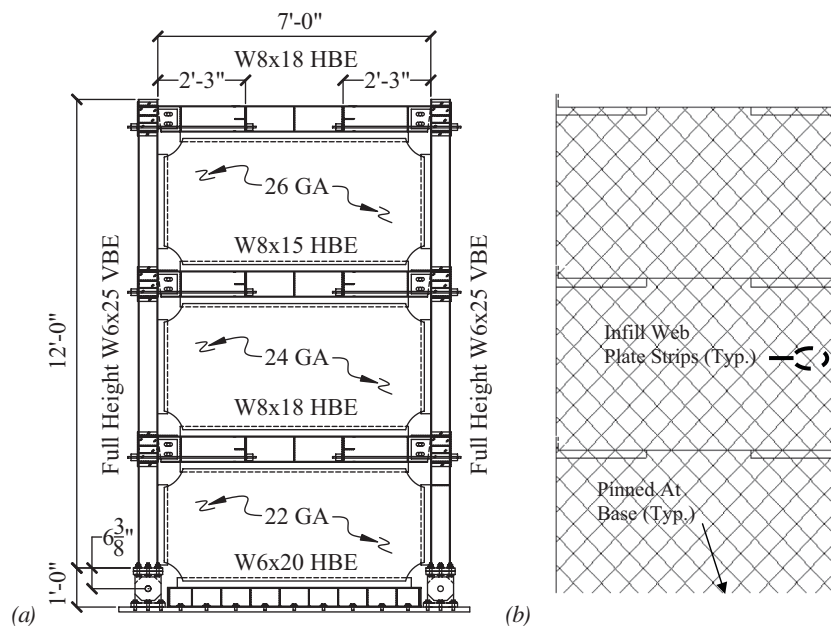 7'-0"
W8x18 HBE
2'-3" 2'-3"
26 GA
W8x15 HBE
24 GA
W8x18 HBE
22 GA
W6x20 HBE
12'-0"
Full Height W6x25 VBE
Full Height W6x25 VBE
6 3/8"
1'-0"
(a)
Infill Web
Plate Strips (Typ.)
Pinned At
Base (Typ.)
(b)